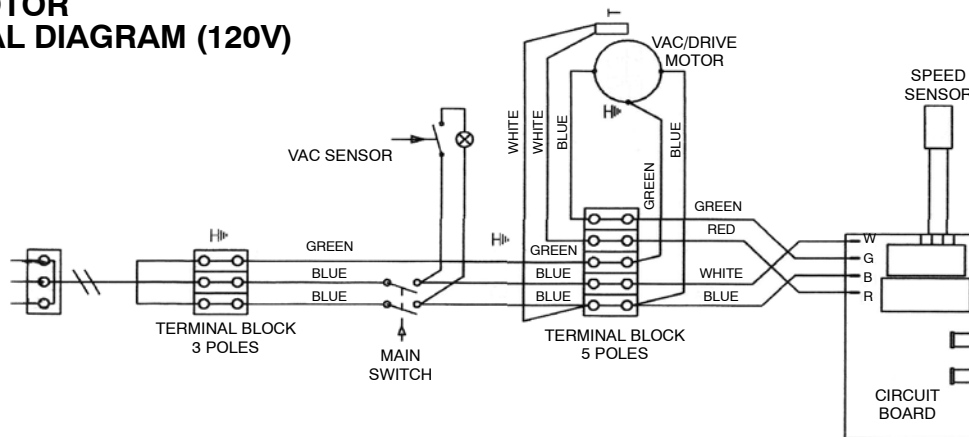 OTOR
AL DIAGRAM (120V)
T
VAC/DRIVE
MOTOR
SPEED
SENSOR
VAC SENSOR
WHITE
WHITE
BLUE
GREEN
BLUE
GREEN
RED
GREEN
GREEN
BLUE
BLUE
WHITE
BLUE
BLUE
BLUE
W
G
B
R
TERMINAL BLOCK
3 POLES
MAIN
SWITCH
TERMINAL BLOCK
5 POLES
CIRCUIT
BOARD